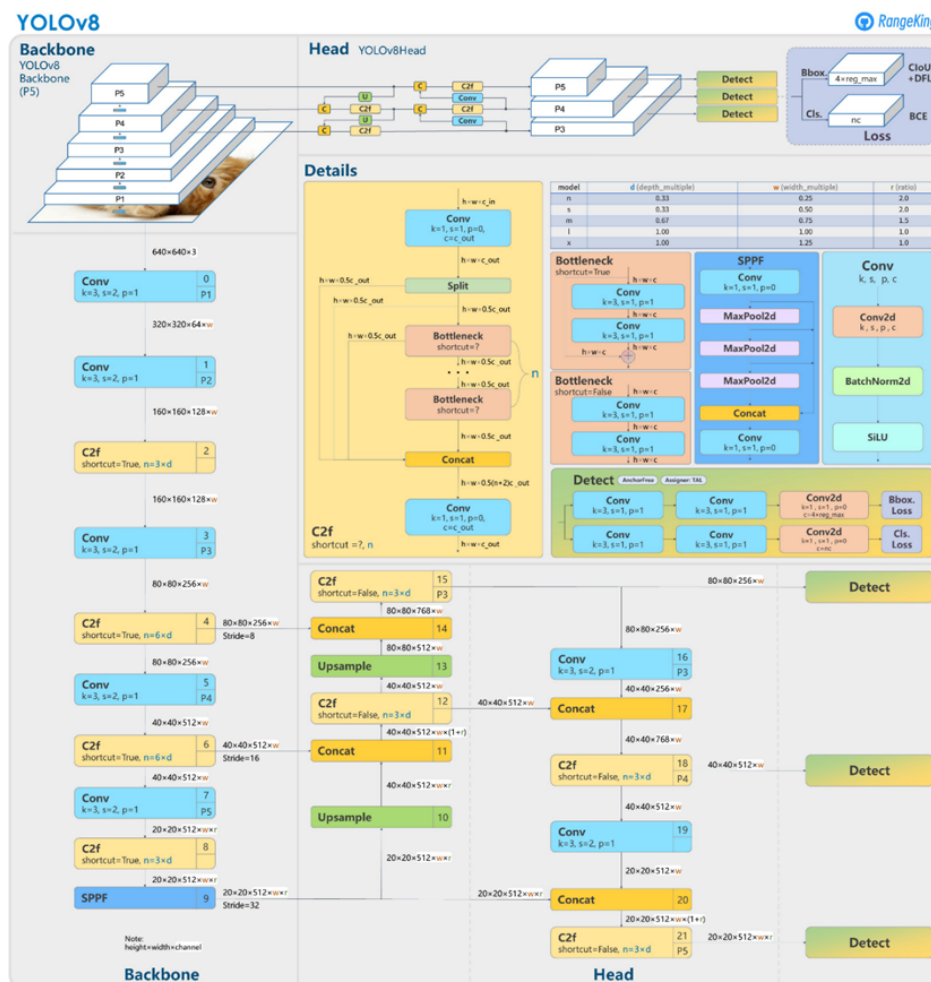 YOLOv8
RangeKing
Backbone
YOLOv8
Backbone
(P5)
P5
P4
P3
P2
P1
Head YOLOv8Head
U
U
C
C
C2f
C2f
C
C
C2f
Conv
C2f
Conv
P5
P4
P3
Detect
Detect
Detect
Bbox.
4×reg_max
CIoU
+DFL
Cls.
nc
BCE
Loss
Details
h×w×c_in
Conv
k=1, s=1, p=0,
c=c_out
h×w×c_out
h×w×0.5c_out
Split
h×w×0.5c_out
h×w×0.5c_out
Bottleneck
shortcut=?
h×w×0.5c_out
h×w×0.5c_out
• • •
h×w×0.5c_out
Bottleneck
shortcut=?
n
h×w×0.5c_out
Concat
h×w×0.5(n+2)c_out
Conv
k=1, s=1, p=0,
c=c_out
h×w×c_out
C2f
shortcut =?, n
model d (depth_multiple) w (width_multiple) r (ratio)
n 0.33 0.25 2.0
s 0.33 0.50 2.0
m 0.67 0.75 1.5
l 1.00 1.00 1.0
x 1.00 1.25 1.0
Bottleneck
shortcut=True
h×w×c
Conv
k=3, s=1, p=1
h×w×c
Conv
k=3, s=1, p=1
h×w×c
h×w×c
Bottleneck
shortcut=False
h×w×c
Conv
k=3, s=1, p=1
Conv
k=3, s=1, p=1
h×w×c
SPPF
Conv
k=1, s=1, p=0
MaxPool2d
MaxPool2d
MaxPool2d
Concat
Conv
k=1, s=1, p=0
Conv
k, s, p, c
Conv2d
k, s, p, c
BatchNorm2d
SiLU
Detect AnchorFree Assigner: TAL
Conv
k=3, s=1, p=1
Conv
k=3, s=1, p=1
Conv2d
k=1, s=1, p=0
c=4×reg_max
Bbox.
Loss
Conv
k=3, s=1, p=1
Conv
k=3, s=1, p=1
Conv2d
k=1, s=1, p=0
c=nc
Cls.
Loss
640×640×3
Conv 0
k=3, s=2, p=1 P1
320×320×64×w
Conv 1
k=3, s=2, p=1 P2
160×160×128×w
C2f 2
shortcut=True, n=3×d
160×160×128×w
Conv 3
k=3, s=2, p=1 P3
80×80×256×w
C2f 4
shortcut=True, n=6×d
80×80×256×w
Stride=8
80×80×256×w
Conv 5
k=3, s=2, p=1 P4
40×40×512×w
C2f 6
shortcut=True, n=6×d
40×40×512×w
Stride=16
40×40×512×w
Conv 7
k=3, s=2, p=1 P5
20×20×512×w×r
C2f 8
shortcut=True, n=3×d
20×20×512×w×r
SPPF 9
20×20×512×w×r
Stride=32
Note:
height×width×channel
Backbone
C2f 15
shortcut=False, n=3×d P3
80×80×768×w
Concat 14
80×80×512×w
Upsample 13
40×40×512×w
C2f 12
shortcut=False, n=3×d
40×40×512×w
40×40×512×w×(1+r)
Concat 11
40×40×512×w×r
Upsample 10
20×20×512×w×r
80×80×256×w
Detect
80×80×256×w
Conv 16
k=3, s=2, p=1 P3
40×40×256×w
Concat 17
40×40×768×w
C2f 18
shortcut=False, n=3×d P4
40×40×512×w
Detect
40×40×512×w
Conv 19
k=3, s=2, p=1
20×20×512×w
20×20×512×w×r
Concat 20
20×20×512×w×(1+r)
C2f 21
shortcut=False, n=3×d P5
20×20×512×w×r
Detect
Head